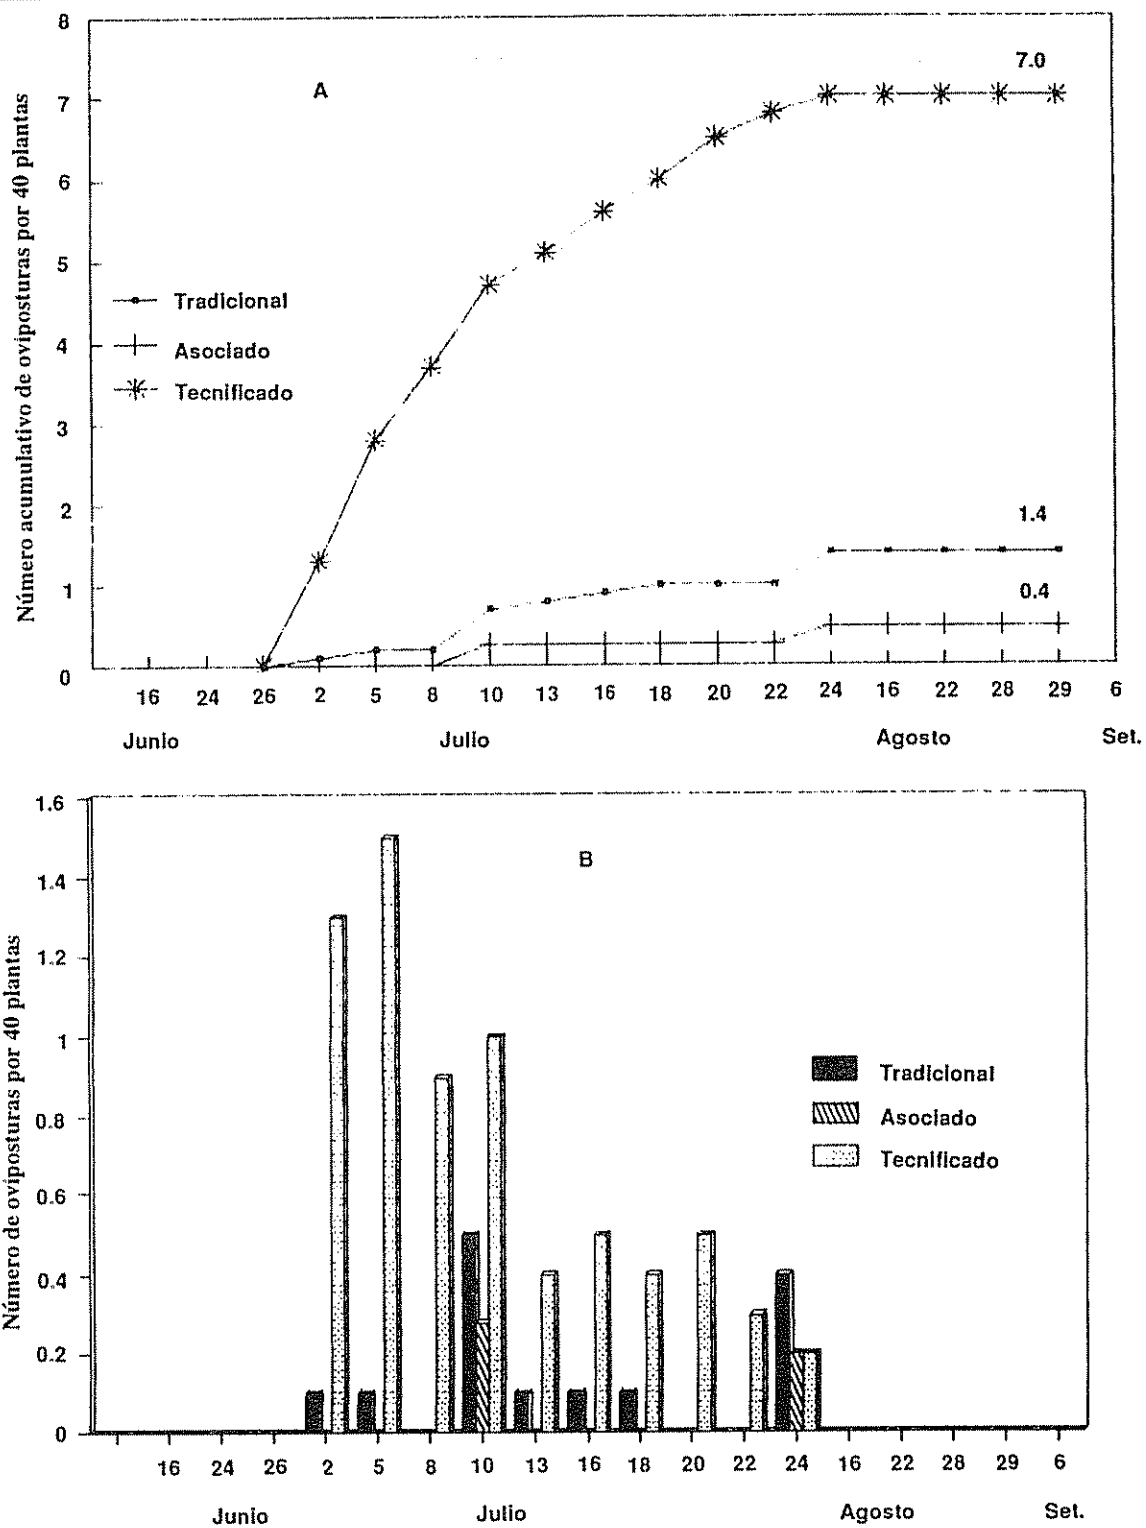 8
7
6
5
4
3
2
1
0
Número acumulativo de oviposturas por 40 plantas
A
7.0
1.4
0.4
Tradicional
Asociado
Tecnificado
16 24 26 2 5 8 10 13 16 18 20 22 24 16 22 28 29 6
Junio Julio Agosto Set.
1.6
1.4
1.2
1
0.8
0.6
0.4
0.2
0
Número de oviposturas por 40 plantas
B
Tradicional
Asociado
Tecnificado
16 24 26 2 5 8 10 13 16 18 20 22 24 16 22 28 29 6
Junio Julio Agosto Set.